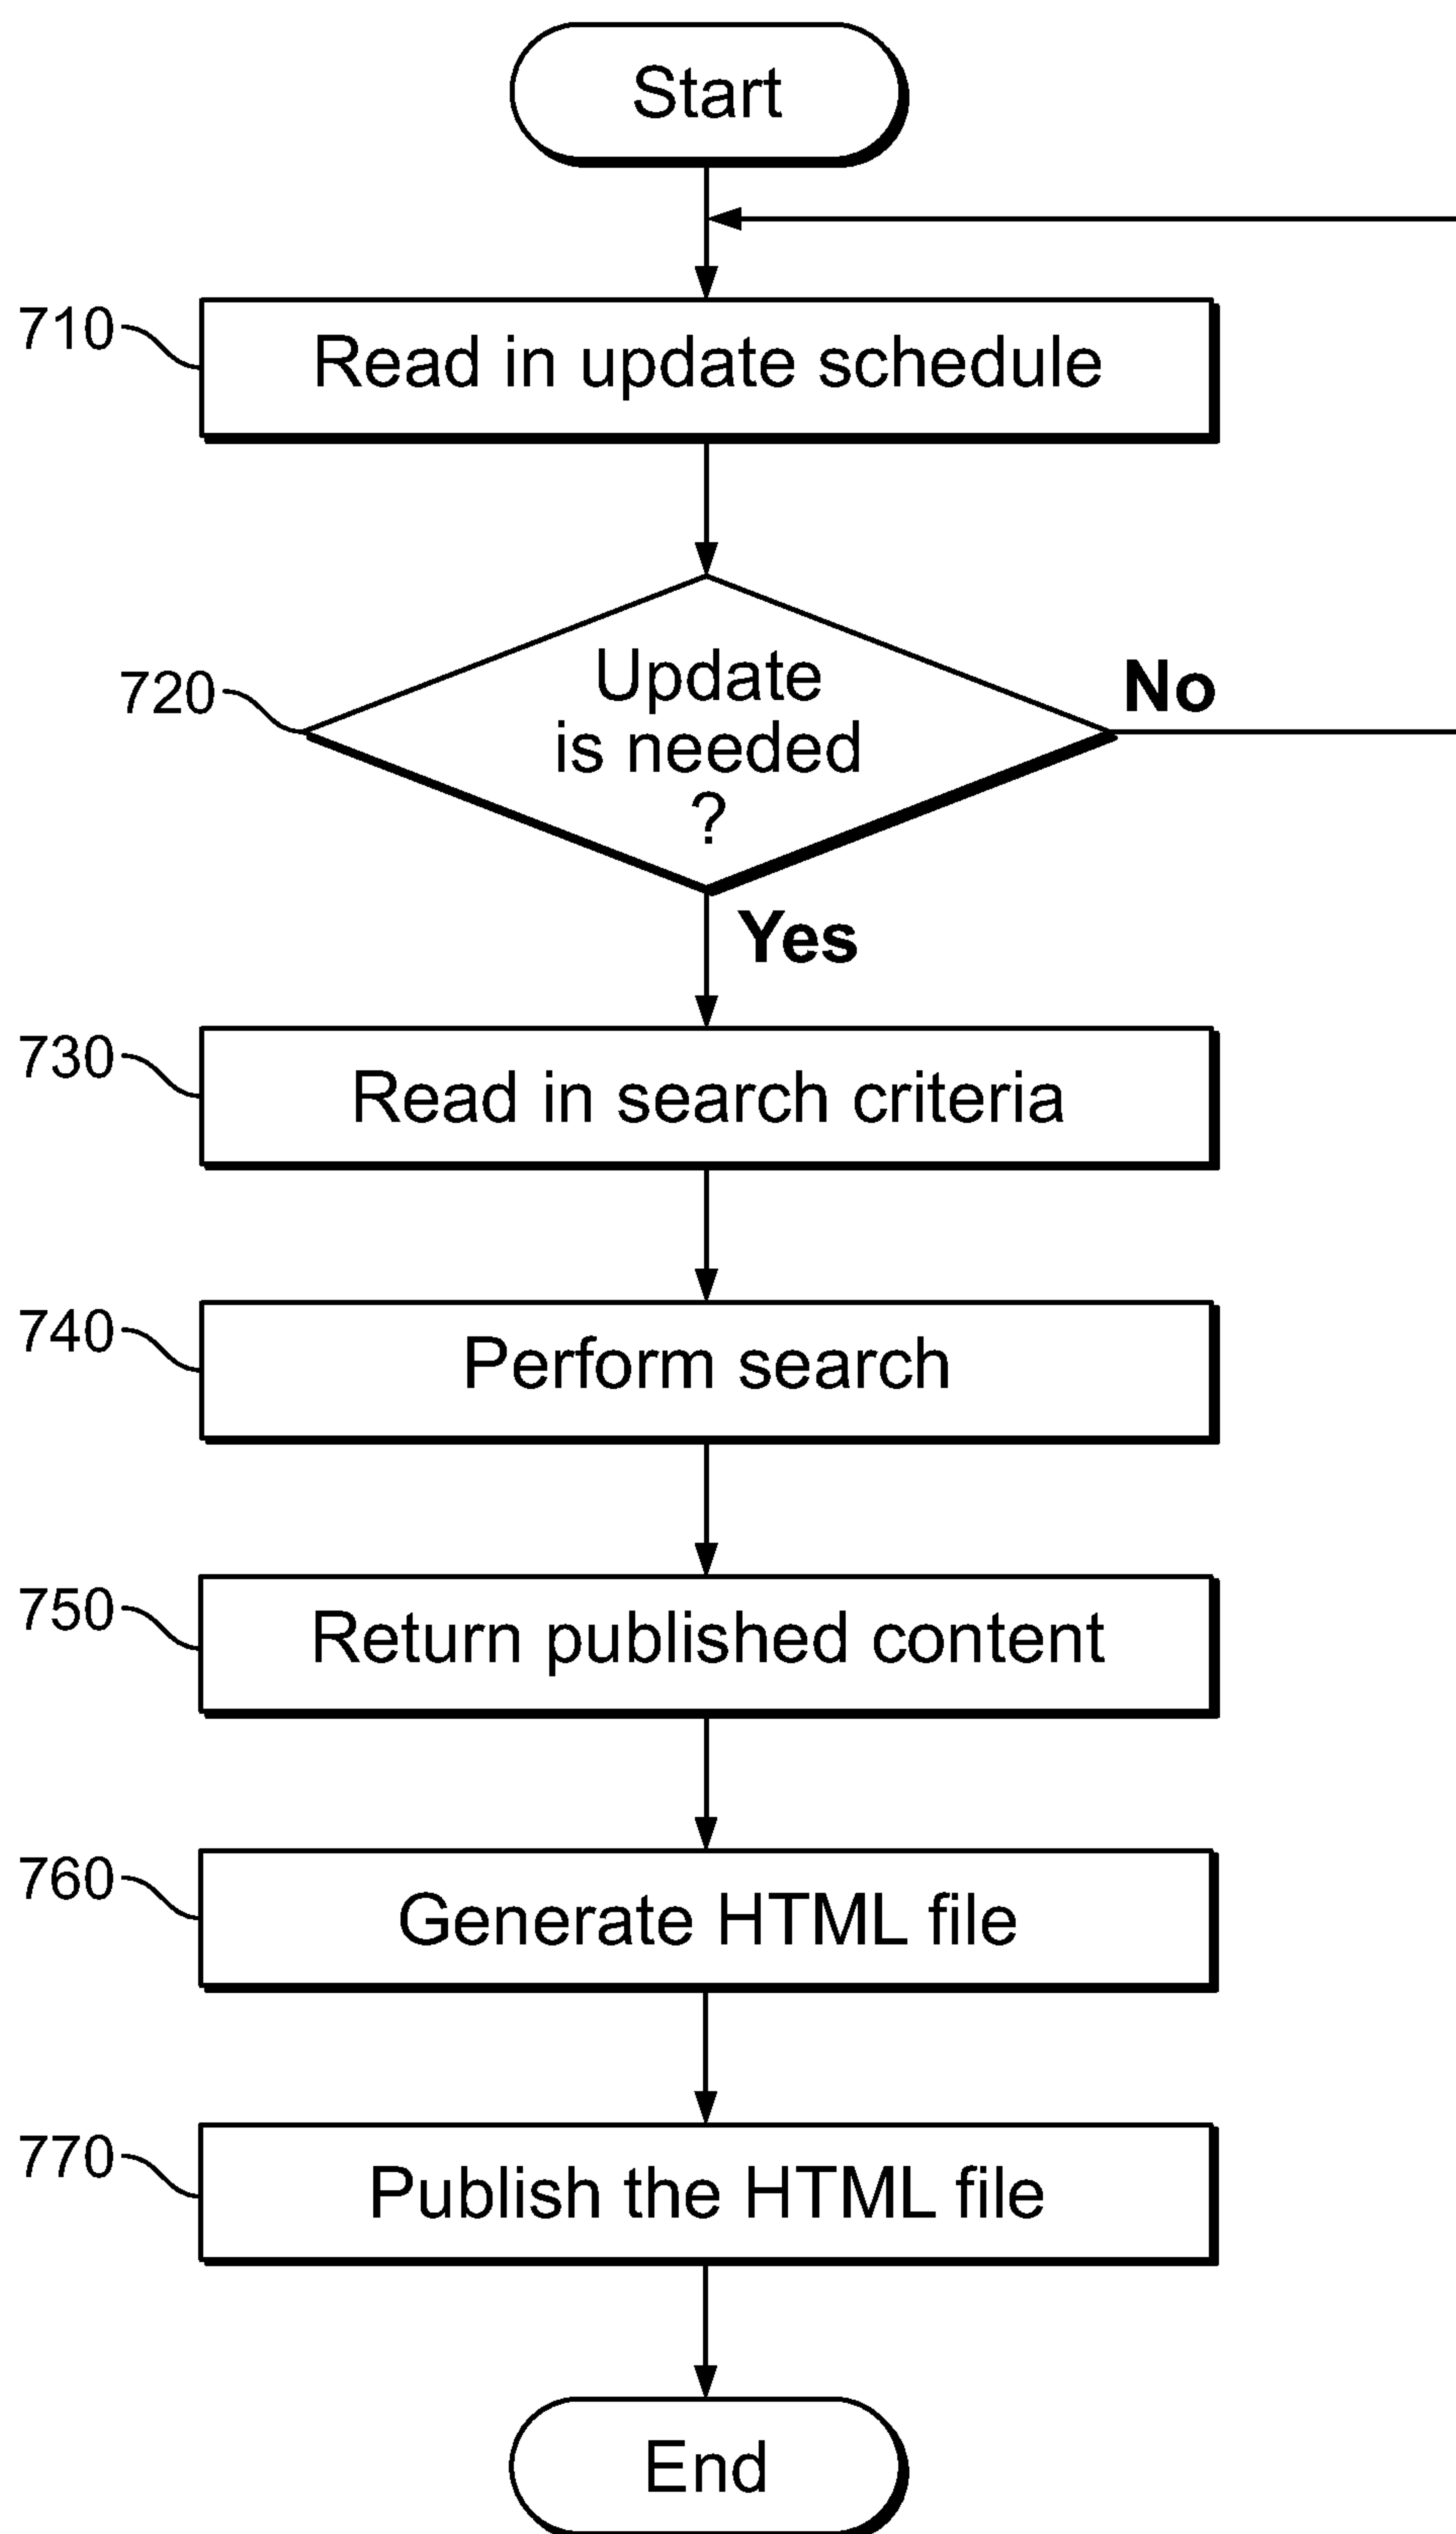 Start
710
Read in update schedule
720
Update
is needed
?
No
Yes
730
Read in search criteria
740
Perform search
750
Return published content
760
Generate HTML file
770
Publish the HTML file
End